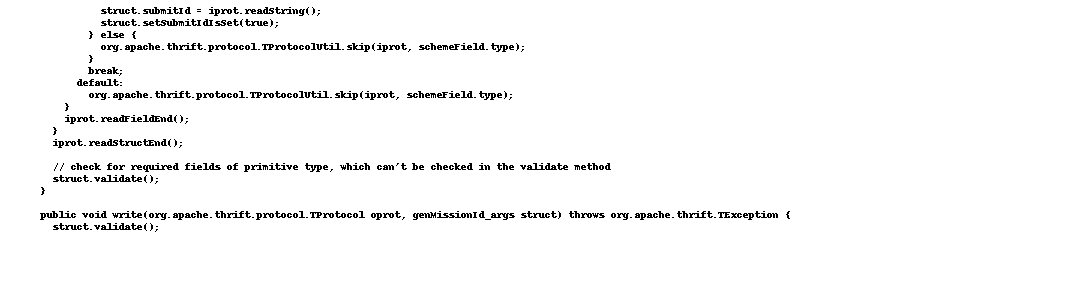 struct.submitId = iprot.readString();
struct.setSubmitIdIsSet(true);
} else {
org.apache.thrift.protocol.TProtocolUtil.skip(iprot, schemeField.type);
}
break;
default:
org.apache.thrift.protocol.TProtocolUtil.skip(iprot, schemeField.type);
}
iprot.readFieldEnd();
}
iprot.readStructEnd();
// check for required fields of primitive type, which can't be checked in the validate method
struct.validate();
}
public void write(org.apache.thrift.protocol.TProtocol oprot, genMissionId_args struct) throws org.apache.thrift.TException {
struct.validate();